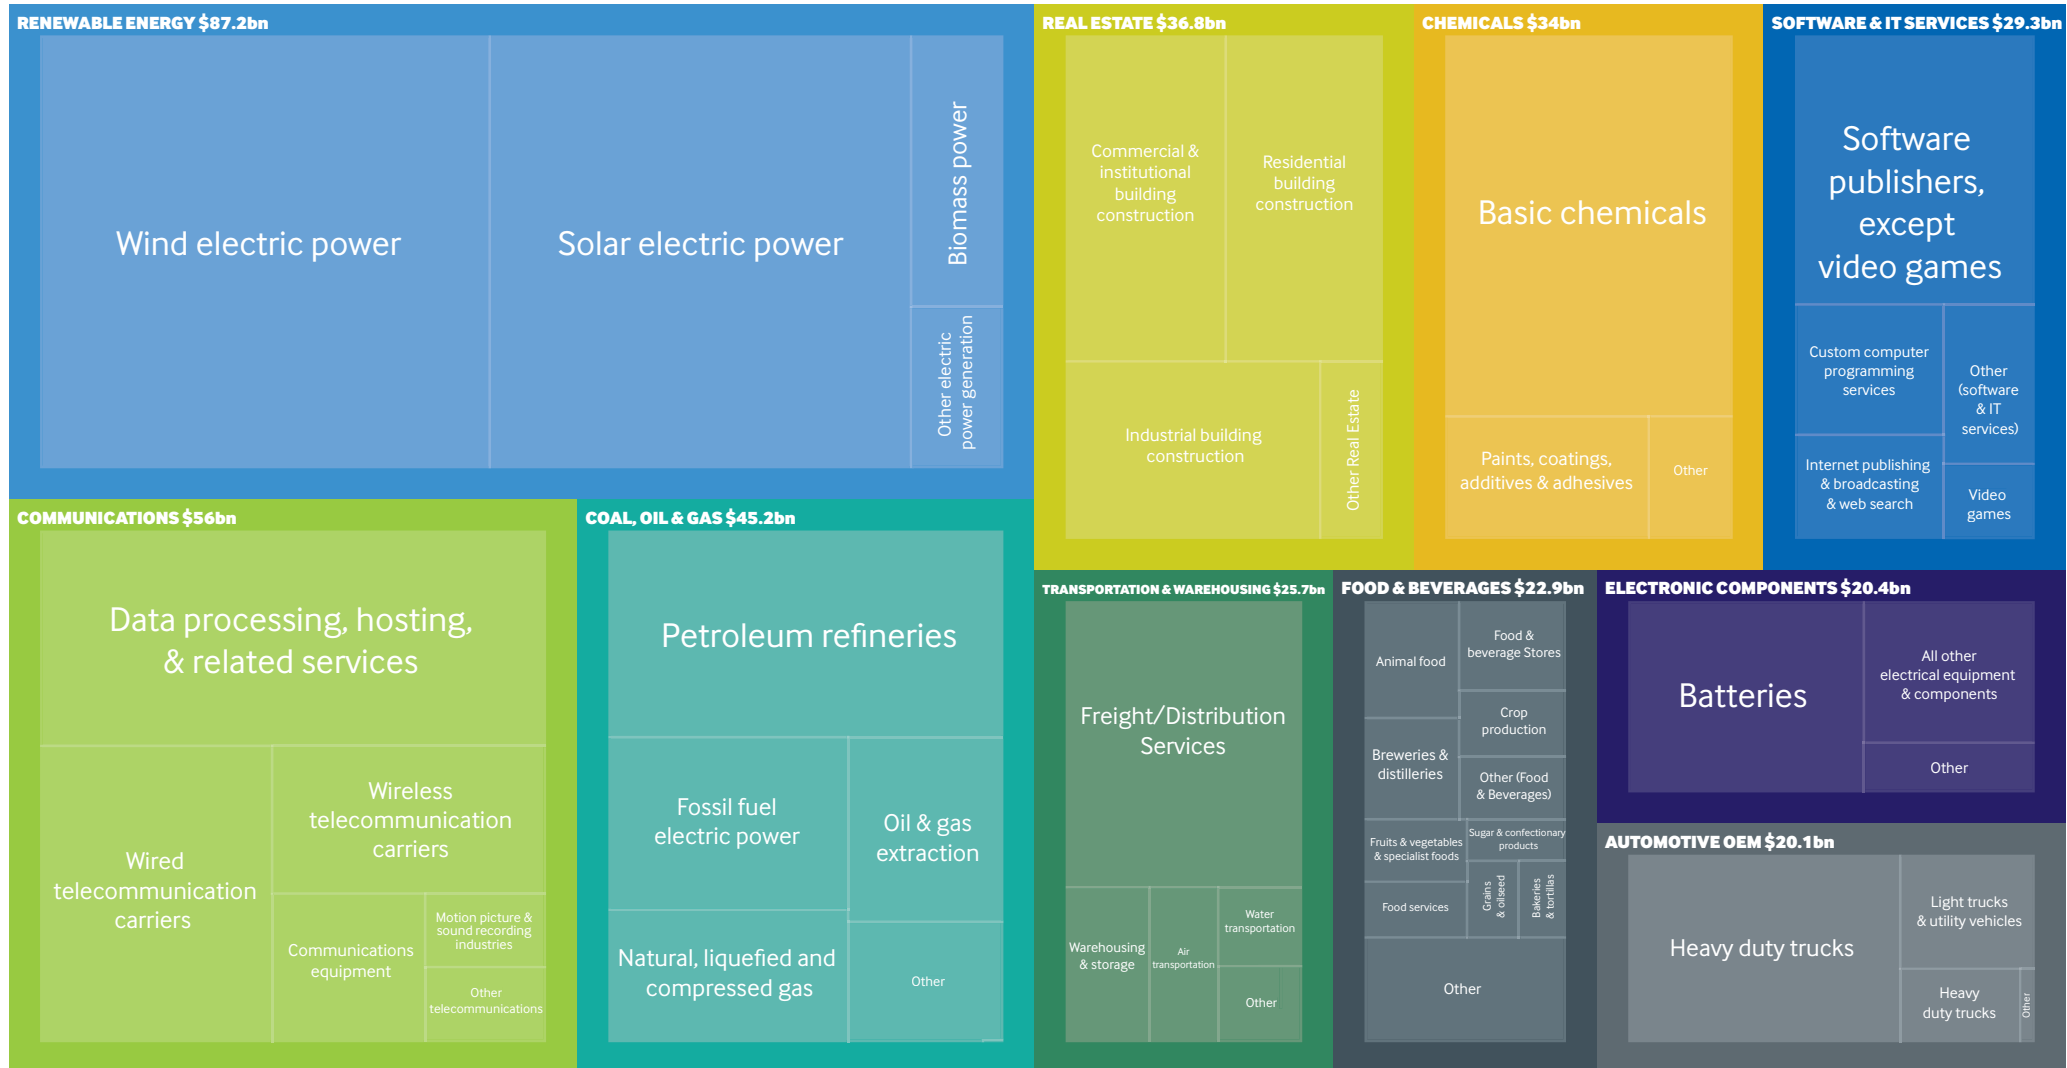 RENEWABLE ENERGY $87.2bn
Wind electric power
Solar electric power
Biomass power
Other electric
power generation
REAL ESTATE $36.8bn
Commercial &
institutional
building
construction
Residential
building
construction
Industrial building
construction
Other Real Estate
CHEMICALS $34bn
Basic chemicals
Paints, coatings,
additives & adhesives
Other
SOFTWARE & IT SERVICES $29.3bn
Software
publishers,
except
video games
Custom computer
programming
services
Other
(software
& IT
services)
Internet publishing
& broadcasting
& web search
Video
games
COMMUNICATIONS $56bn
Data processing, hosting,
& related services
Wired
telecommunication
carriers
Wireless
telecommunication
carriers
Communications
equipment
Motion picture &
sound recording
industries
Other
telecommunications
COAL, OIL & GAS $45.2bn
Petroleum refineries
Fossil fuel
electric power
Oil & gas
extraction
Natural, liquefied and
compressed gas
Other
TRANSPORTATION & WAREHOUSING $25.7bn
Freight/Distribution
Services
Warehousing
& storage
Air
transportation
Water
transportation
Other
FOOD & BEVERAGES $22.9bn
Animal food
Food &
beverage Stores
Crop
production
Breweries &
distilleries
Other (Food
& Beverages)
Fruits & vegetables
& specialist foods
Sugar & confectionary
products
Food services
Grains
& oilseed
Bakeries
& tortillas
Other
ELECTRONIC COMPONENTS $20.4bn
Batteries
All other
electrical equipment
& components
Other
AUTOMOTIVE OEM $20.1bn
Heavy duty trucks
Light trucks
& utility vehicles
Heavy
duty trucks
Other